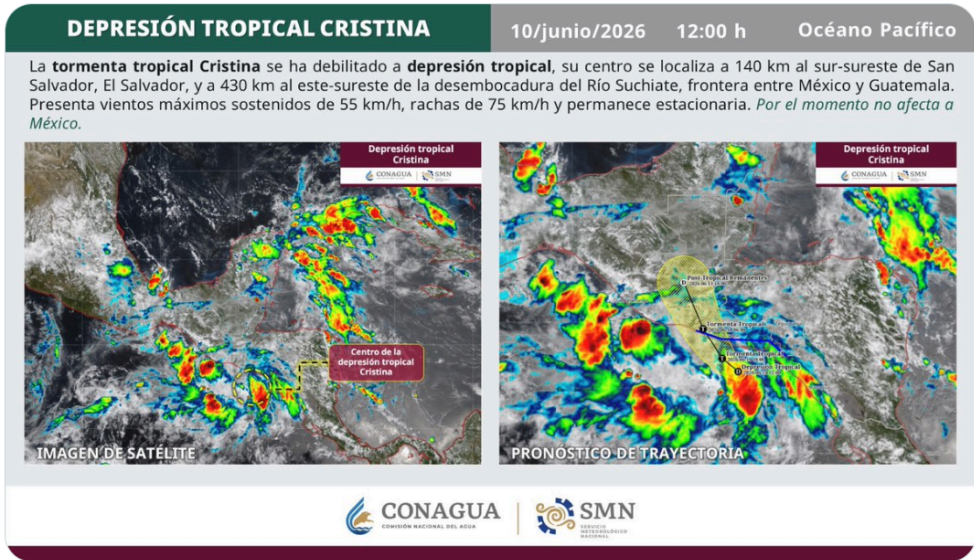 DEPRESIÓN TROPICAL CRISTINA
10/junio/2026 12:00 h Océano Pacífico
La tormenta tropical Cristina se ha debilitado a depresión tropical, su centro se localiza a 140 km al sur-sureste de San
Salvador, El Salvador, y a 430 km al este-sureste de la desembocadura del Río Suchiate, frontera entre México y Guatemala.
Presenta vientos máximos sostenidos de 55 km/h, rachas de 75 km/h y permanece estacionaria. Por el momento no afecta a
México.
Depresión tropical
Cristina
CONAGUA SMN
Centro de la
depresión tropical
Cristina
IMAGEN DE SATÉLITE
Depresión tropical
Cristina
CONAGUA SMN
Post-Tropical Remanentes
D
Tormenta Tropical
T
Tormenta Tropical
T
Depresión Tropical
D
PRONÓSTICO DE TRAYECTORIA
CONAGUA
COMISIÓN NACIONAL DEL AGUA
SMN
SERVICIO
METEOROLÓGICO
NACIONAL